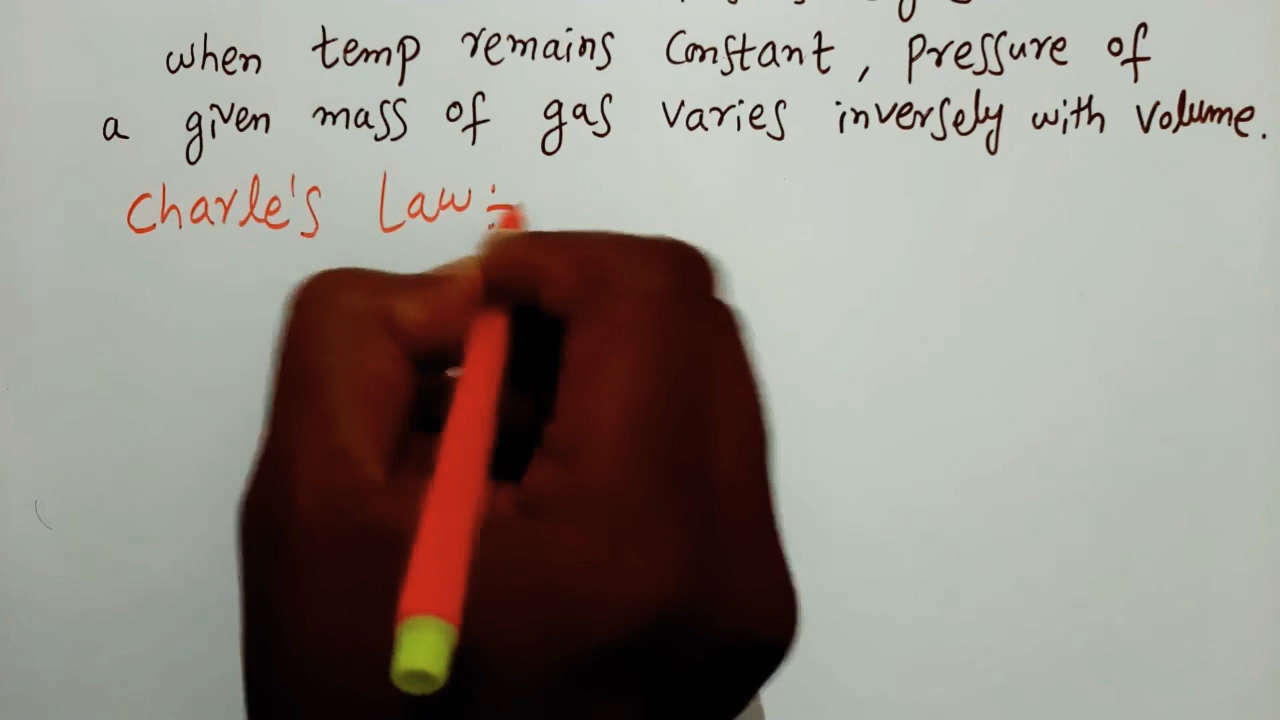 when temp remains constant, pressure of
a given mass of gas varies inversely with volume.
Charle's Law:-